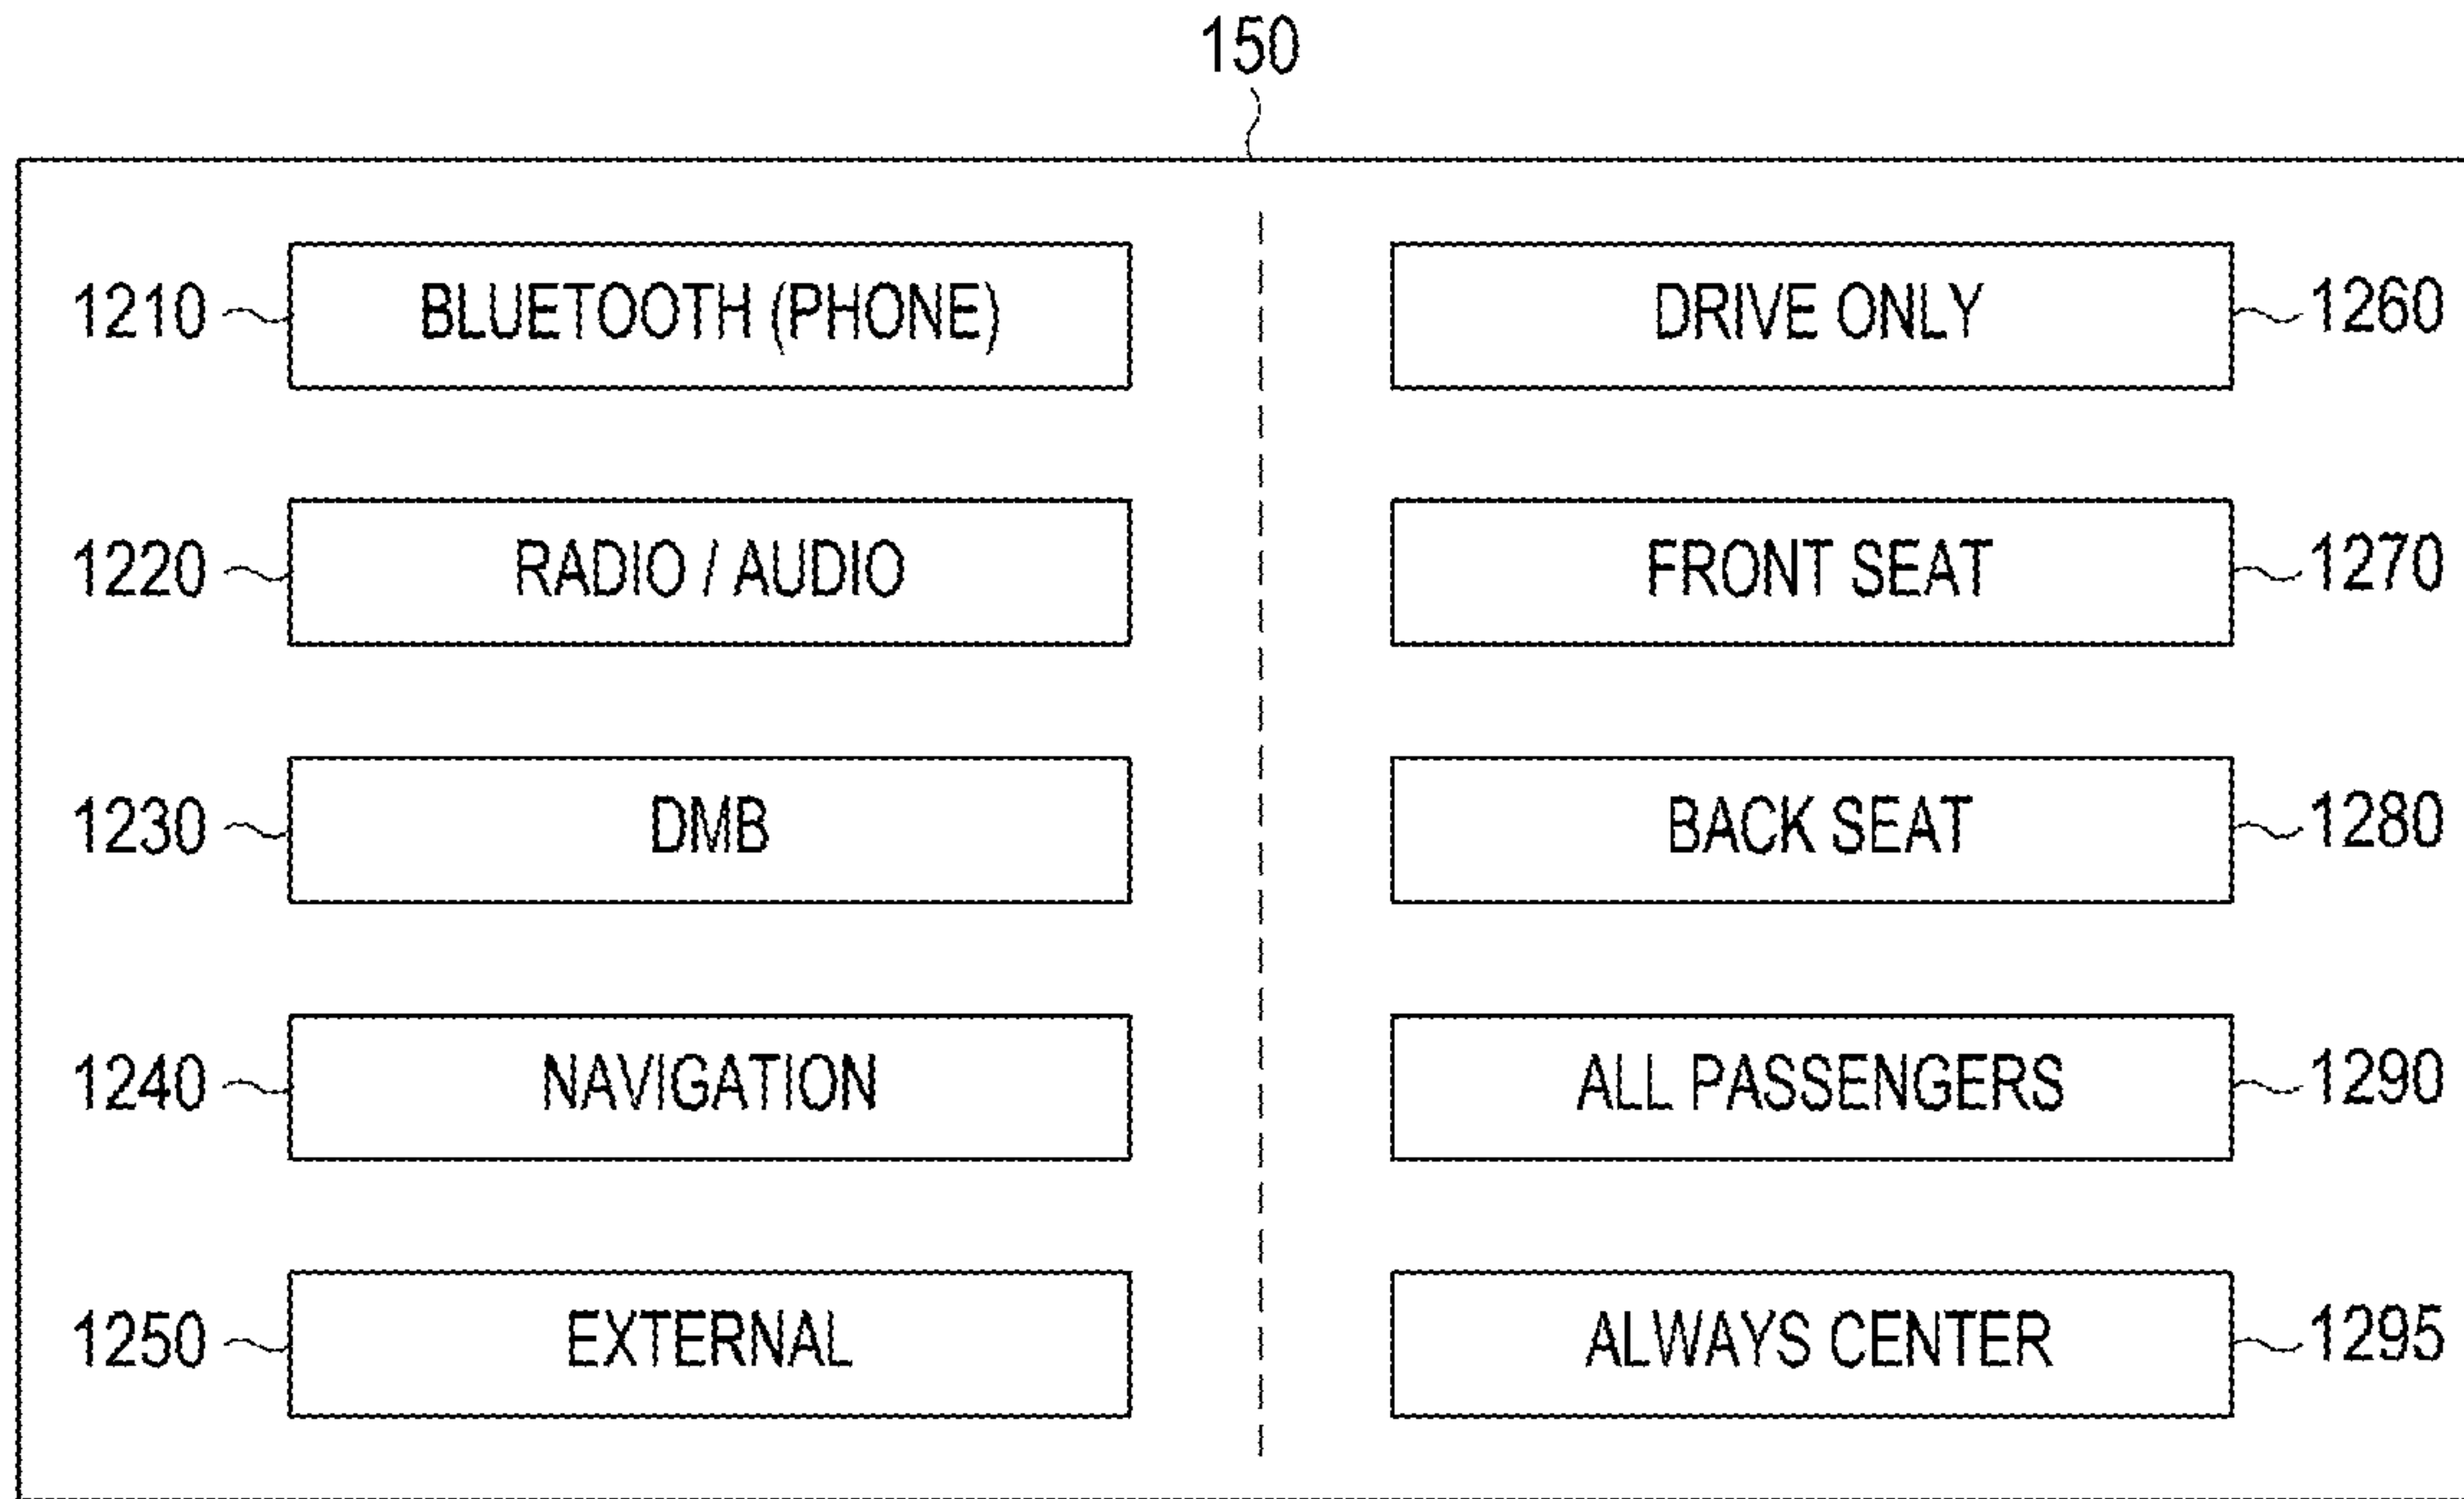 150
1210 BLUETOOTH (PHONE) DRIVE ONLY 1260
1220 RADIO / AUDIO FRONT SEAT 1270
1230 DMB BACK SEAT 1280
1240 NAVIGATION ALL PASSENGERS 1290
1250 EXTERNAL ALWAYS CENTER 1295